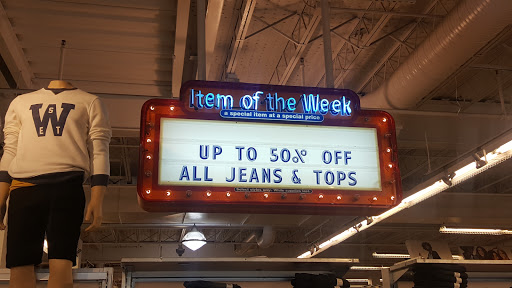 Item of the Week
a special item at a special price
UP TO 50% OFF
ALL JEANS & TOPS
W